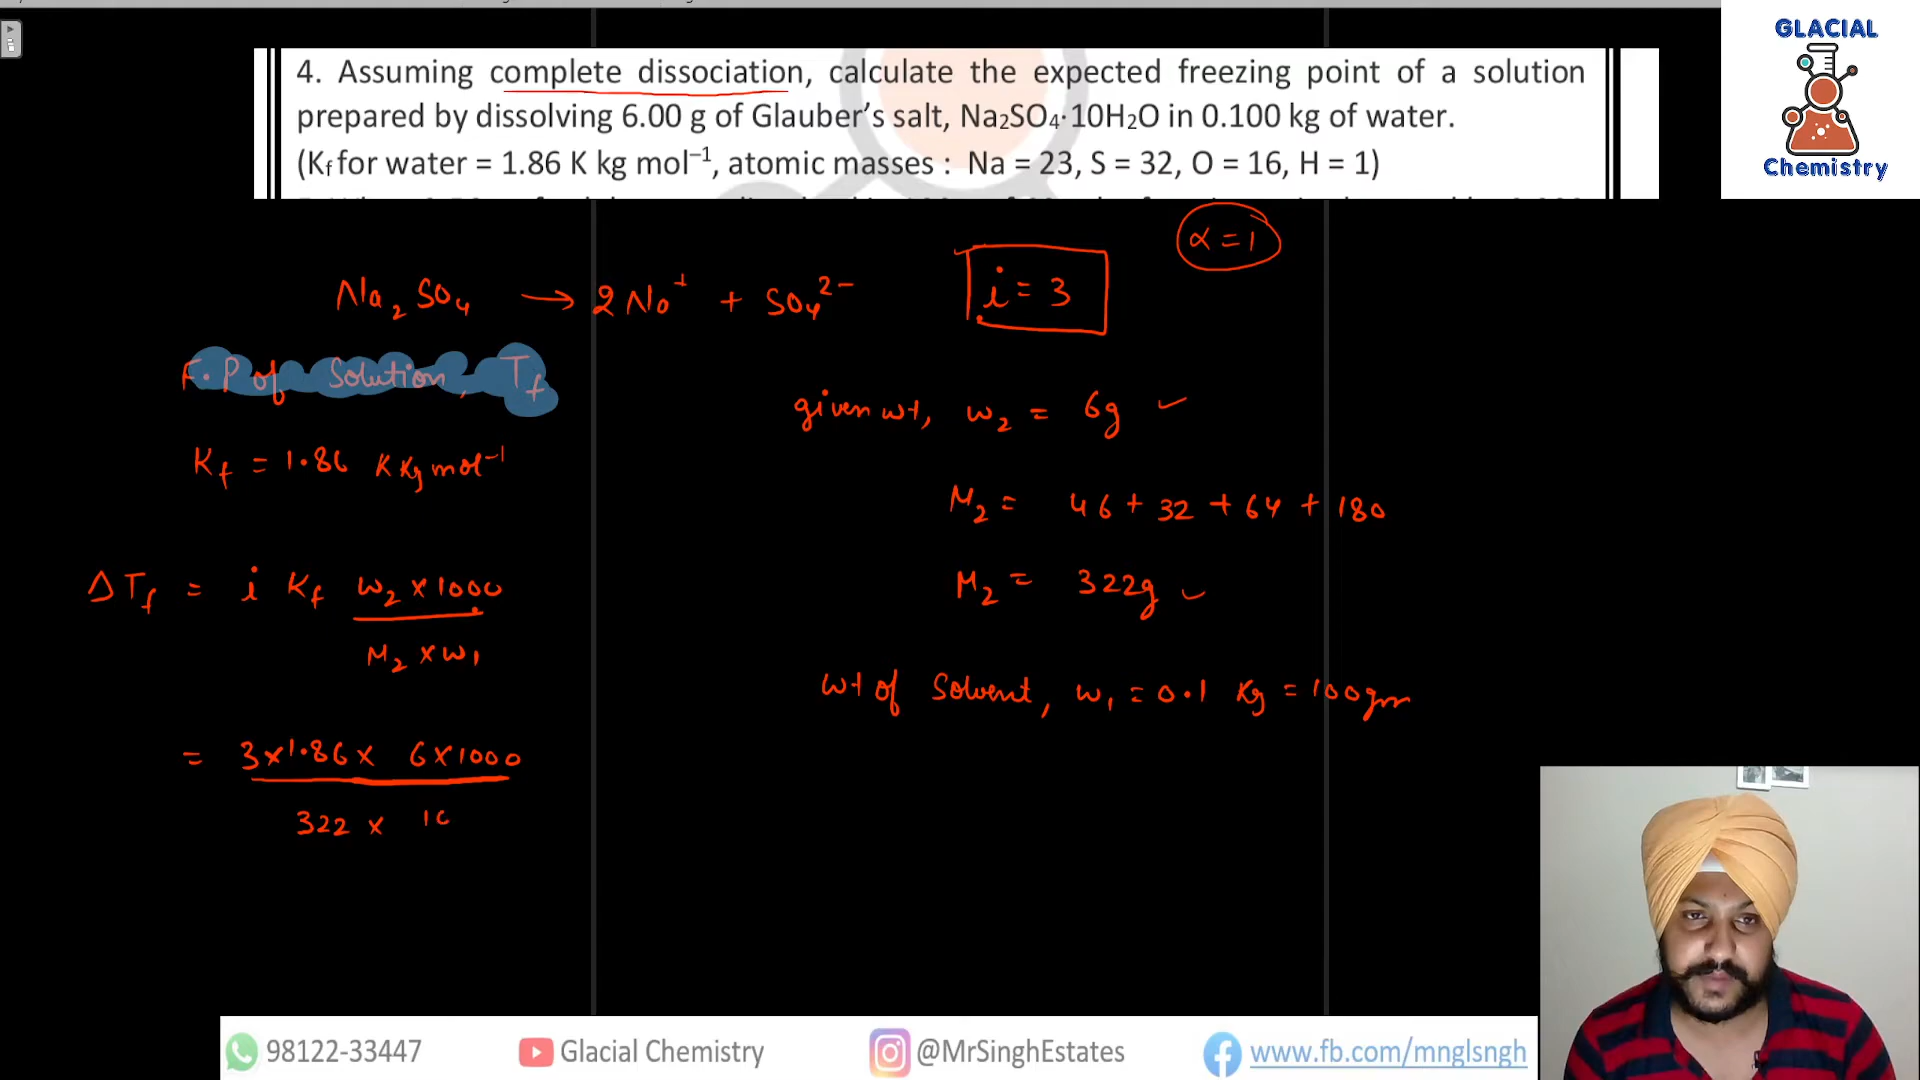 GLACIAL
Chemistry
4. Assuming complete dissociation, calculate the expected freezing point of a solution
prepared by dissolving 6.00 g of Glauber’s salt, Na₂SO₄·10H₂O in 0.100 kg of water.
(Kf for water = 1.86 K kg mol⁻¹, atomic masses : Na = 23, S = 32, O = 16, H = 1)
α = 1
Na₂SO₄ → 2Na⁺ + SO₄²⁻
i = 3
F.P of Solution, Tf
given wt, w₂ = 6g
Kf = 1.86 K Kg mol⁻¹
M₂ = 46 + 32 + 64 + 180
ΔTf = i Kf w₂ × 1000
M₂ × w₁
M₂ = 322g
wt of Solvent, w₁ = 0.1 Kg = 100gm
= 3×1.86× 6×1000
322 × 10
98122-33447
Glacial Chemistry
@MrSinghEstates
www.fb.com/mnglsngh